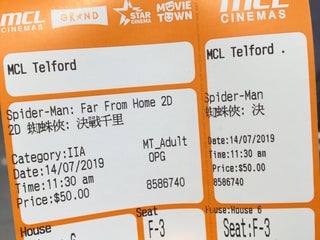 MCL CINEMAS GRAND STAR CINEMA MOVIE TOWN MCL CINEMAS
MCL Telford
Spider-Man: Far From Home 2D
2D 蜘蛛俠: 決戰千里
Category:IIA MT_Adult
Date:14/07/2019 OPG
Time:11:30 am
Price:$50.00 8586740
House Seat
F-3
MCL Telford .
Spider-Man
蜘蛛俠: 決
Date:14/07/2019
Time:11:30 am
Price:$50.00
8586740
House:House 6
Seat:F-3